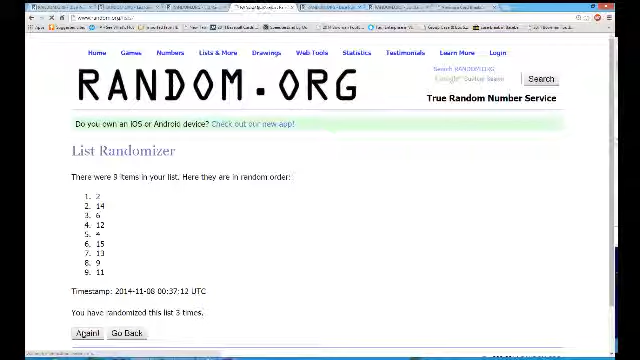 www.random.org/lists/
Home Games Numbers Lists & More Drawings Web Tools Statistics Testimonials Learn More Login
RANDOM.ORG
Search RANDOM.ORG
Google Custom Search
Search
True Random Number Service
Do you own an iOS or Android device? Check out our new app!
List Randomizer
There were 9 items in your list. Here they are in random order:
1. 2
2. 14
3. 6
4. 12
5. 4
6. 15
7. 13
8. 9
9. 11
Timestamp: 2014-11-08 00:37:12 UTC
You have randomized this list 3 times.
Again! Go Back